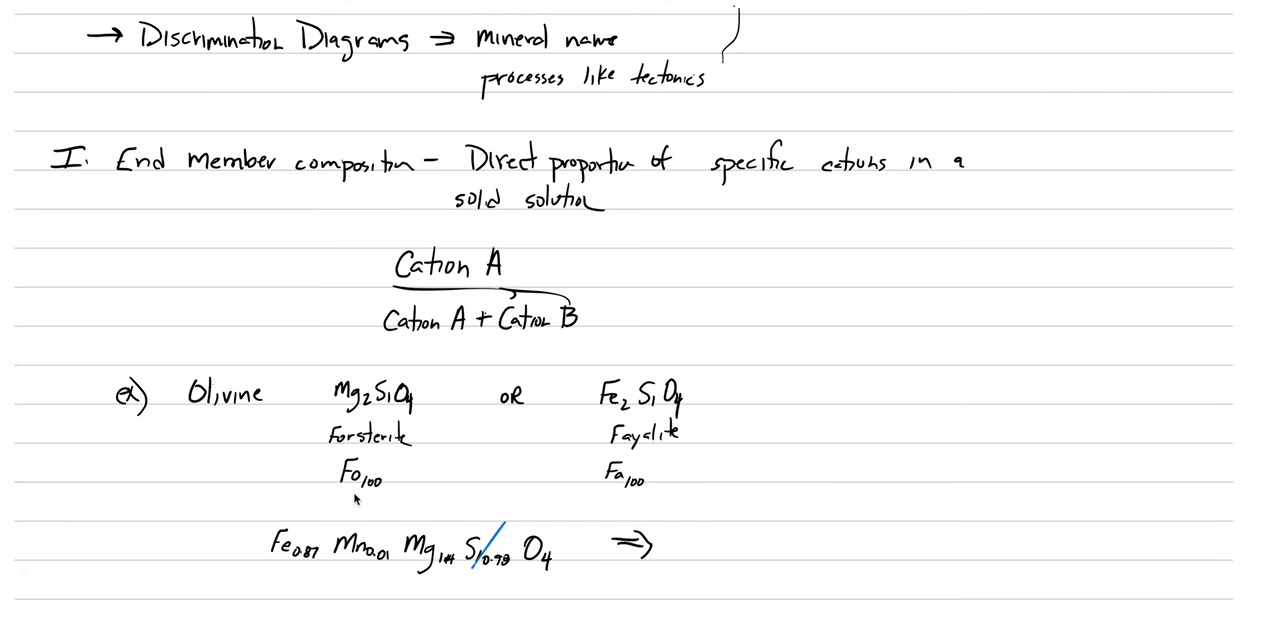 → Discrimination Diagrams ⇒ mineral name
processes like tectonics
I. End member composition - Direct proportion of specific cations in a
solid solution
Cation A
Cation A + Cation B
ex) Olivine Mg₂SiO₄ OR Fe₂SiO₄
Forsterite Fayalite
Fo₁₀₀ Fa₁₀₀
Fe₀.₈₇ Mn₀.₀₁ Mg₁.₁₄ Si₀.₉₈ O₄ ⇒